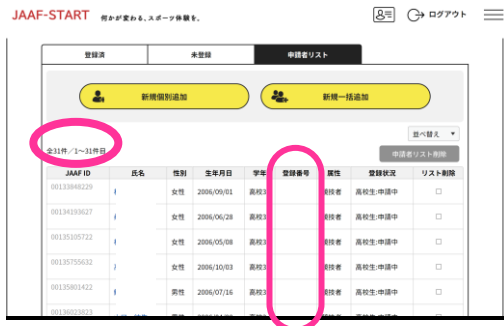 JAAF-START 何かが変わる、スポーツ体験を。 ログアウト
登録済 未登録 申請者リスト
新規個別追加 新規一括追加
並べ替え ▼
全31件/1~31件目 申請者リスト削除
JAAF ID 氏名 性別 生年月日 学年 登録番号 属性 登録状況 リスト削除
00133848229 女性 2006/09/01 高校3 競技者 高校生:申請中
00134193627 女性 2006/06/28 高校3 競技者 高校生:申請中
00135105722 女性 2006/05/08 高校3 競技者 高校生:申請中
00135755632 女性 2006/10/03 高校3 競技者 高校生:申請中
00135801422 男性 2006/07/16 高校3 競技者 高校生:申請中
00136023823